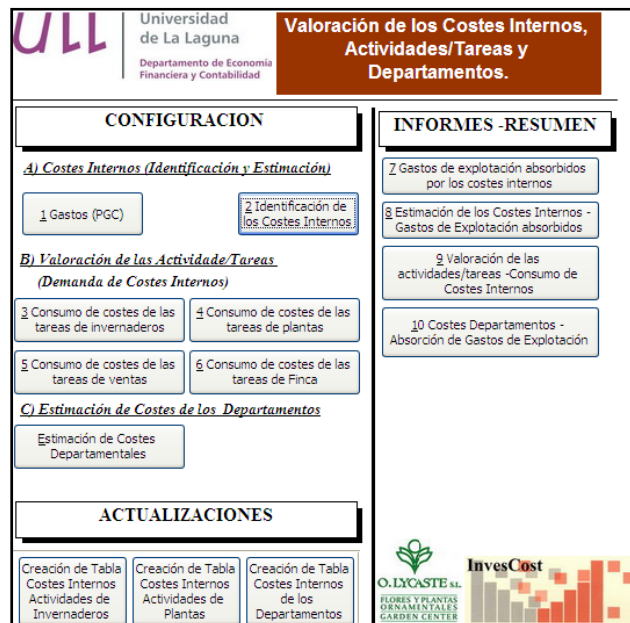 ULL
Universidad
de La Laguna
Departamento de Economía
Financiera y Contabilidad
Valoración de los Costes Internos,
Actividades/Tareas y
Departamentos.
CONFIGURACION
A) Costes Internos (Identificación y Estimación)
1 Gastos (PGC)
2 Identificación de
los Costes Internos
B) Valoración de las Actividade/Tareas
(Demanda de Costes Internos)
3 Consumo de costes de las
tareas de invernaderos
4 Consumo de costes de las
tareas de plantas
5 Consumo de costes de las
tareas de ventas
6 Consumo de costes de las
tareas de Finca
C) Estimación de Costes de los Departamentos
Estimación de Costes
Departamentales
ACTUALIZACIONES
Creación de Tabla
Costes Internos
Actividades de
Invernaderos
Creación de Tabla
Costes Internos
Actividades de
Plantas
Creación de Tabla
Costes Internos
de los
Departamentos
INFORMES -RESUMEN
7 Gastos de explotación absorbidos
por los costes internos
8 Estimación de los Costes Internos -
Gastos de Explotación absorbidos
9 Valoración de las
actividades/tareas -Consumo de
Costes Internos
10 Costes Departamentos -
Absorción de Gastos de Explotación
O. LYCASTE S.L.
FLORES Y PLANTAS
ORNAMENTALES
GARDEN CENTER
InvesCost